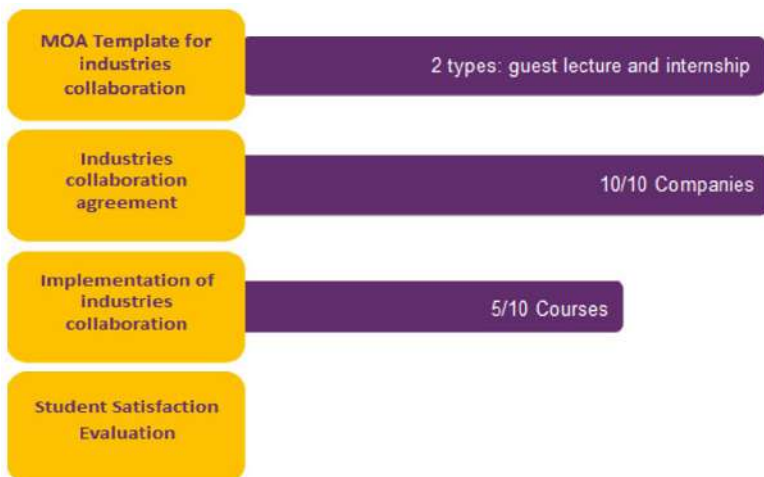 MOA Template for
industries
collaboration
2 types: guest lecture and internship
Industries
collaboration
agreement
10/10 Companies
Implementation of
industries
collaboration
5/10 Courses
Student Satisfaction
Evaluation